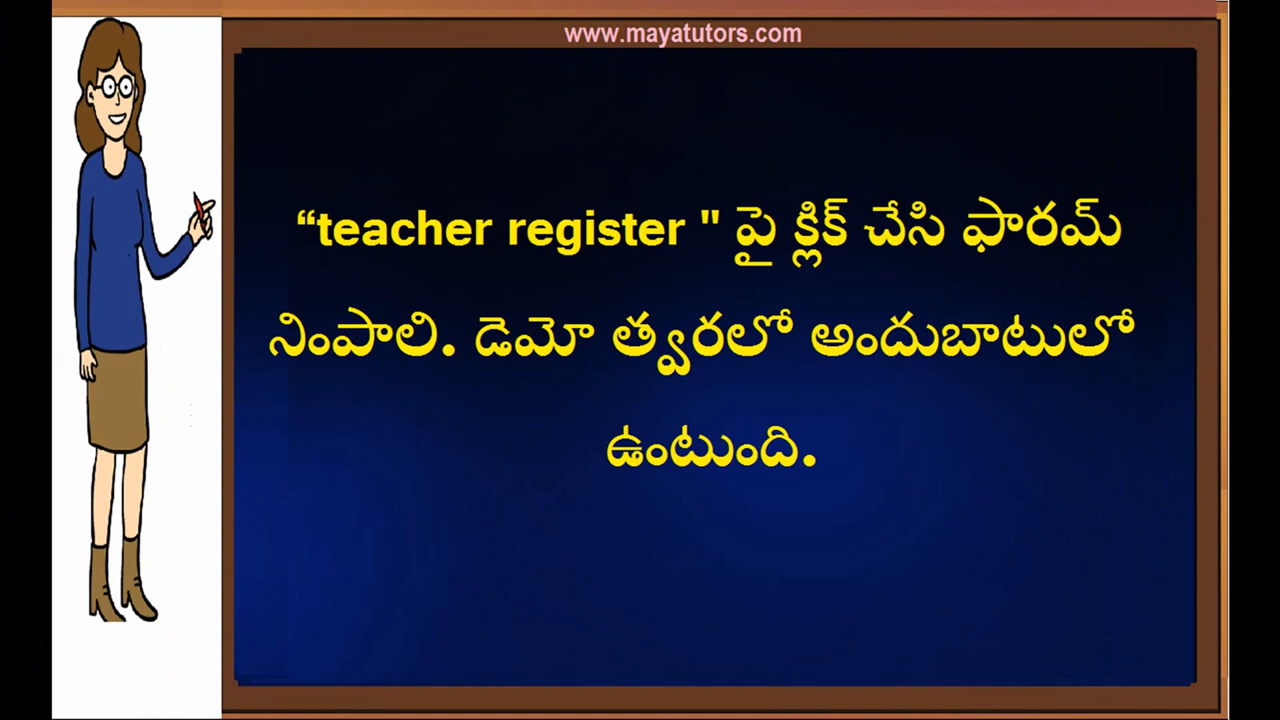 www.mayatutors.com
“teacher register " పై క్లిక్ చేసి ఫారమ్
నింపాలి. డెమో త్వరలో అందుబాటులో
ఉంటుంది.